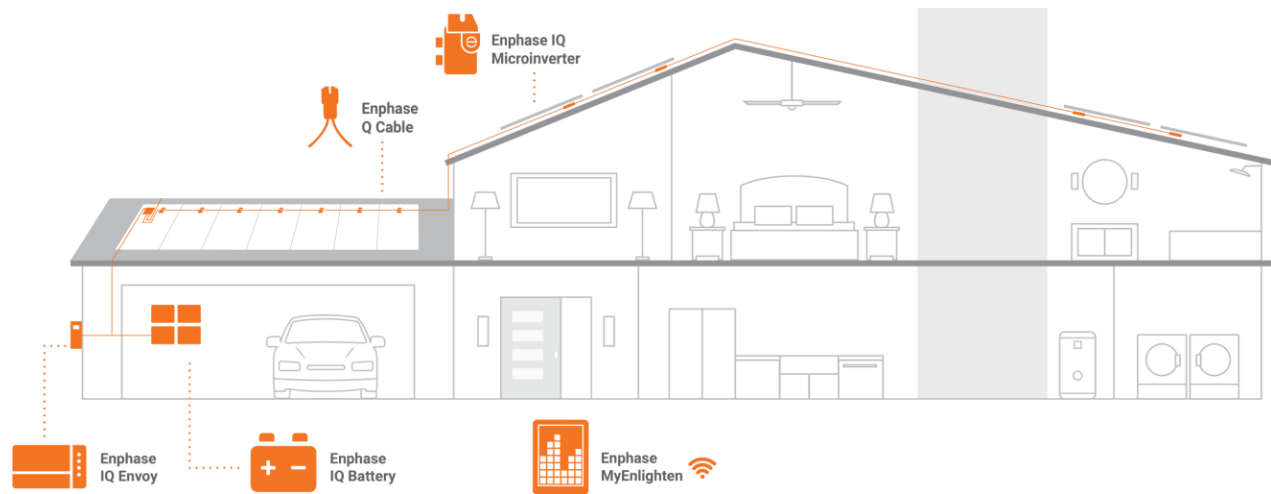 Enphase IQ
Microinverter
Enphase
Q Cable
Enphase
IQ Envoy
Enphase
IQ Battery
Enphase
MyEnlighten